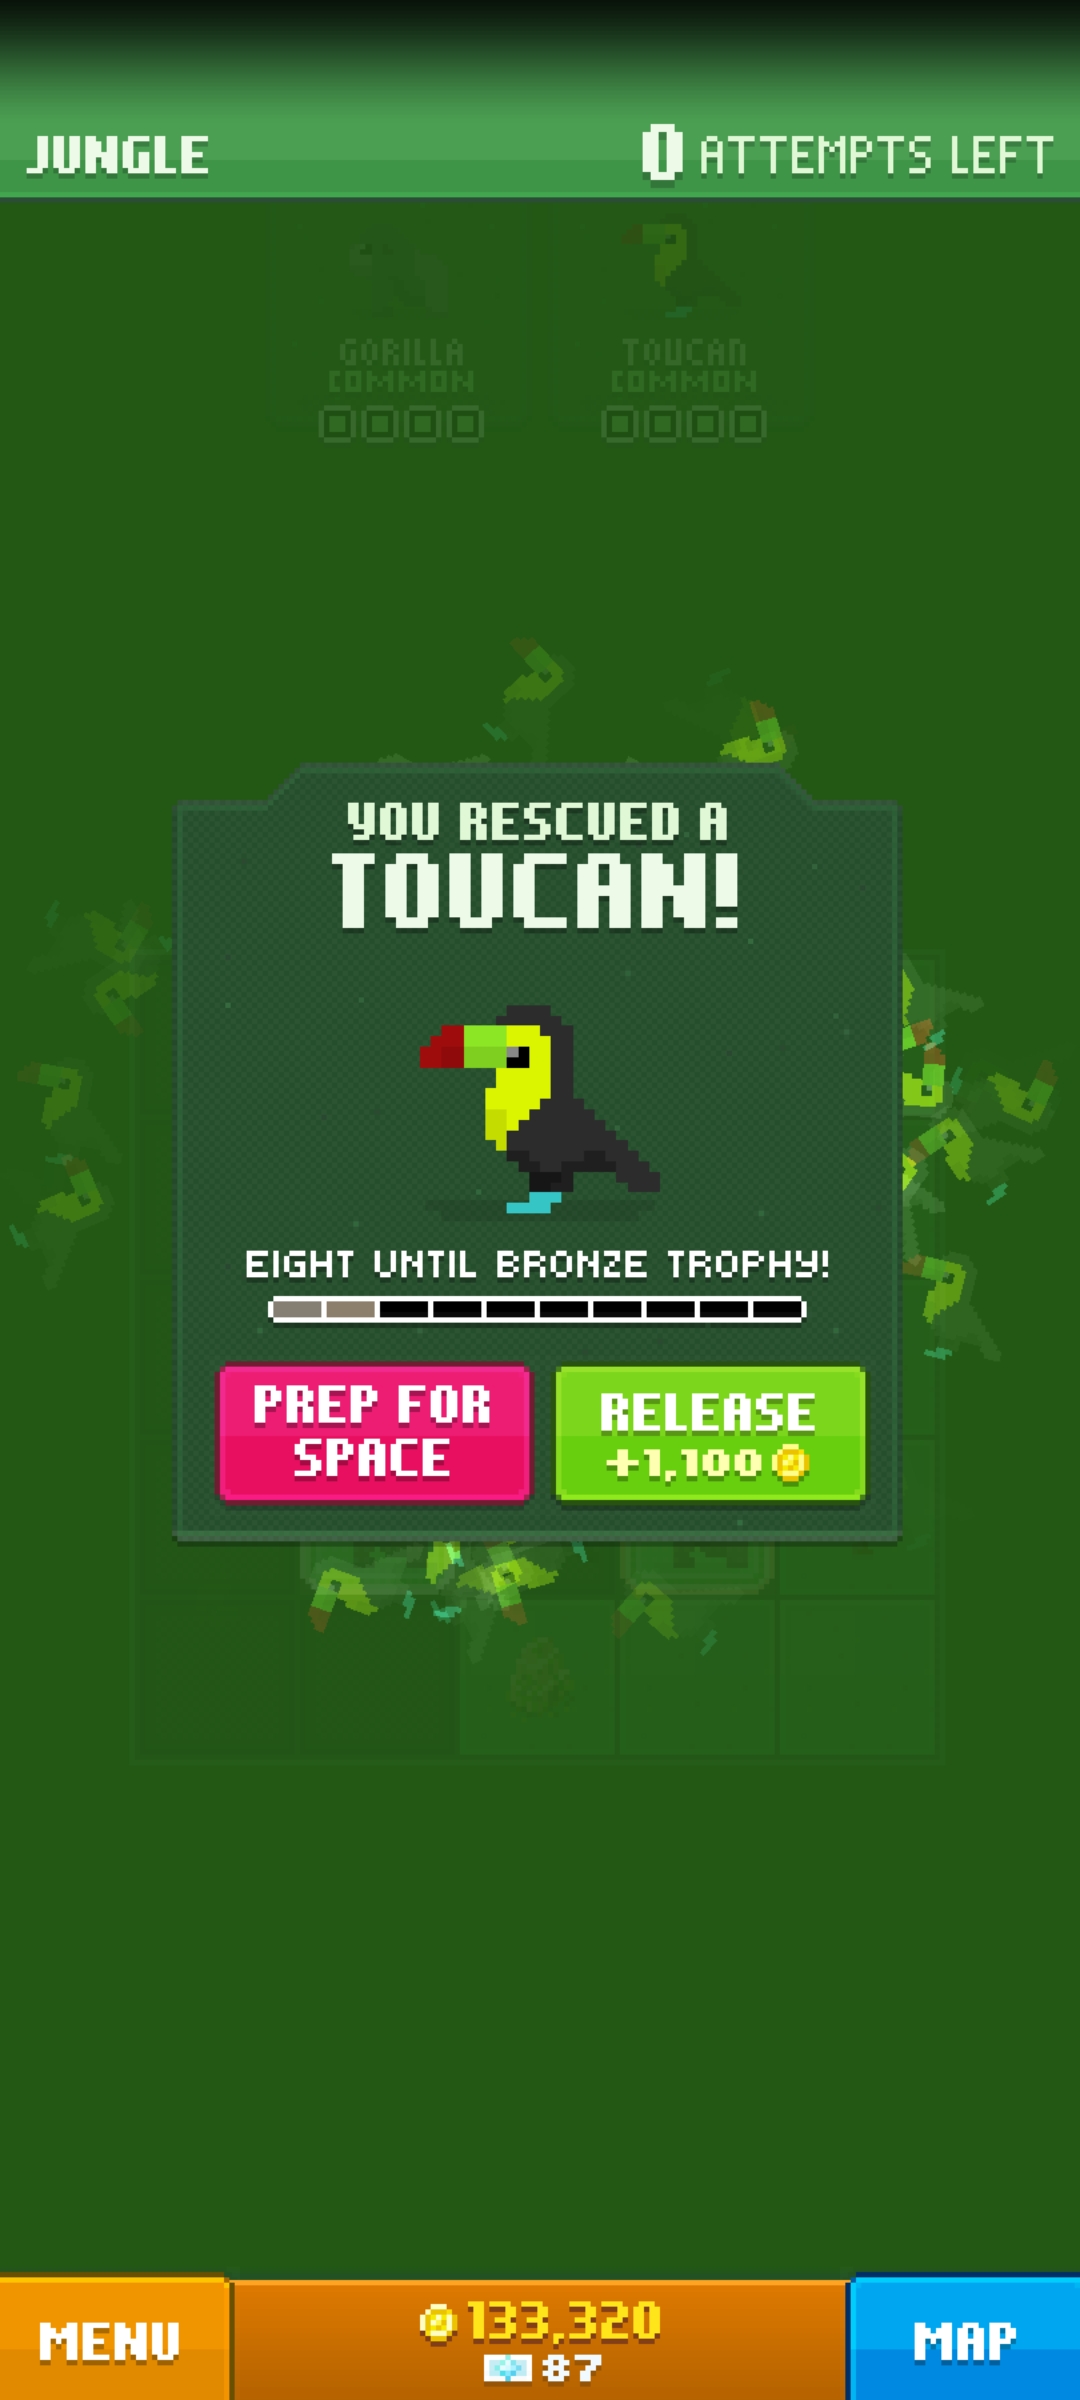 JUNGLE
0 ATTEMPTS LEFT
GORILLA
COMMON
TOUCAN
COMMON
YOU RESCUED A
TOUCAN!
EIGHT UNTIL BRONZE TROPHY!
PREP FOR
SPACE
RELEASE
+1,100
MENU
133,320
87
MAP